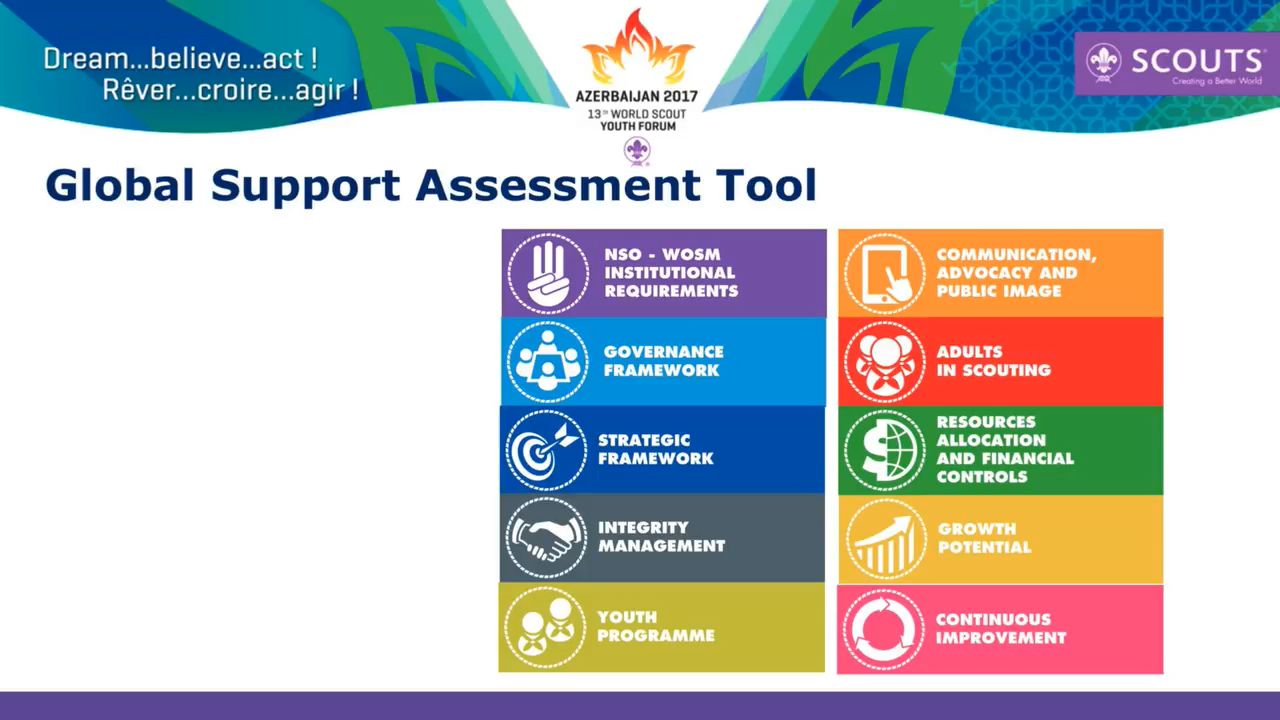 Dream...believe...act !
Rêver...croire...agir !
AZERBAIJAN 2017
13TH WORLD SCOUT
YOUTH FORUM
SCOUTS®
Creating a Better World
Global Support Assessment Tool
NSO - WOSM
INSTITUTIONAL
REQUIREMENTS
GOVERNANCE
FRAMEWORK
STRATEGIC
FRAMEWORK
INTEGRITY
MANAGEMENT
YOUTH
PROGRAMME
COMMUNICATION,
ADVOCACY AND
PUBLIC IMAGE
ADULTS
IN SCOUTING
RESOURCES
ALLOCATION
AND FINANCIAL
CONTROLS
GROWTH
POTENTIAL
CONTINUOUS
IMPROVEMENT